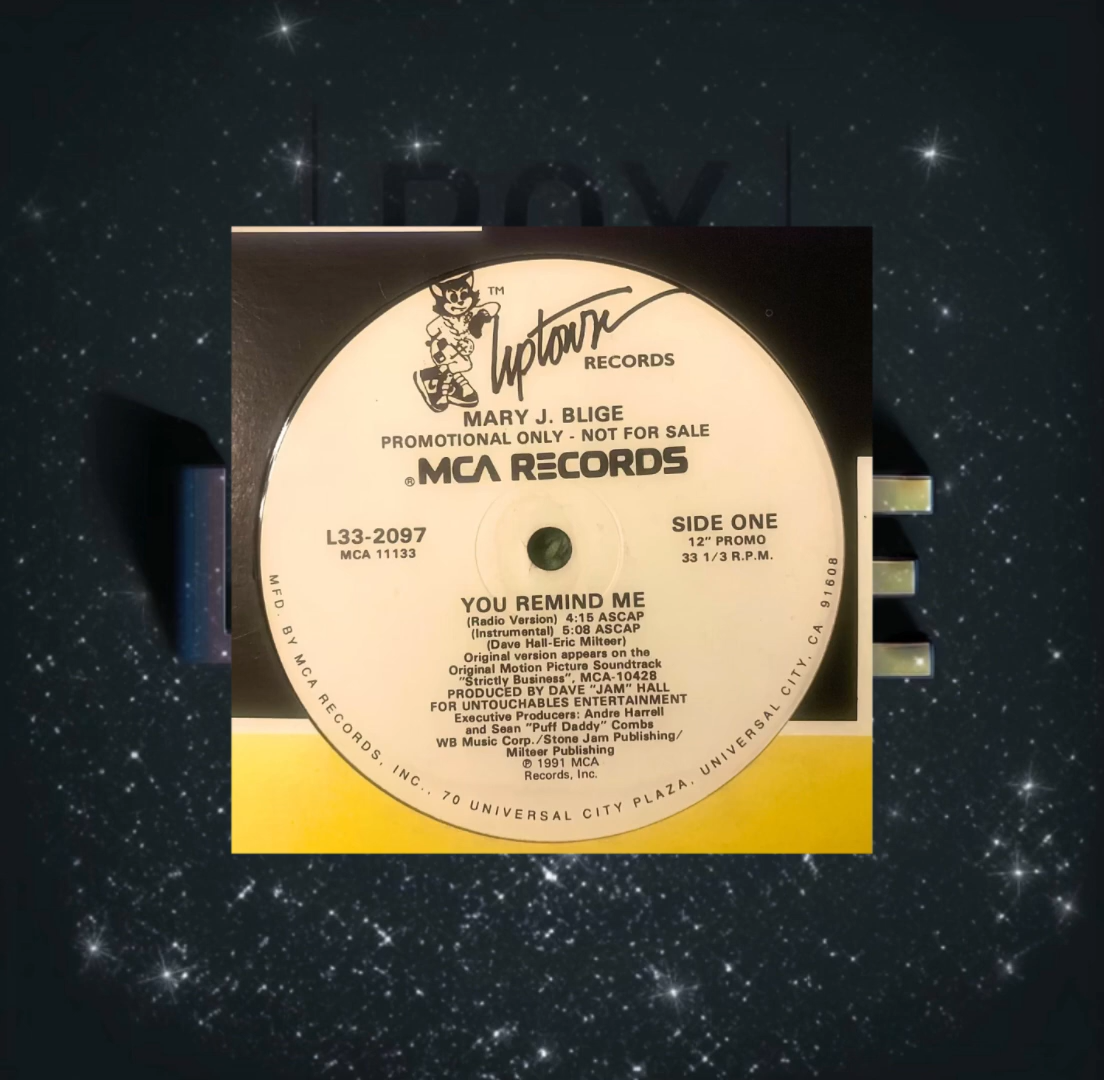 TM
Uptown
RECORDS
MARY J. BLIGE
PROMOTIONAL ONLY - NOT FOR SALE
®MCA RECORDS
L33-2097
MCA 11133
SIDE ONE
12" PROMO
33 1/3 R.P.M.
YOU REMIND ME
(Radio Version) 4:15 ASCAP
(Instrumental) 5:08 ASCAP
(Dave Hall-Eric Milteer)
Original version appears on the
Original Motion Picture Soundtrack
"Strictly Business", MCA-10428
PRODUCED BY DAVE "JAM" HALL
FOR UNTOUCHABLES ENTERTAINMENT
Executive Producers: Andre Harrell
and Sean "Puff Daddy" Combs
WB Music Corp./Stone Jam Publishing/
Milteer Publishing
℗ 1991 MCA
Records, Inc.
MFD. BY MCA RECORDS, INC., 70 UNIVERSAL CITY PLAZA, UNIVERSAL CITY, CA 91608